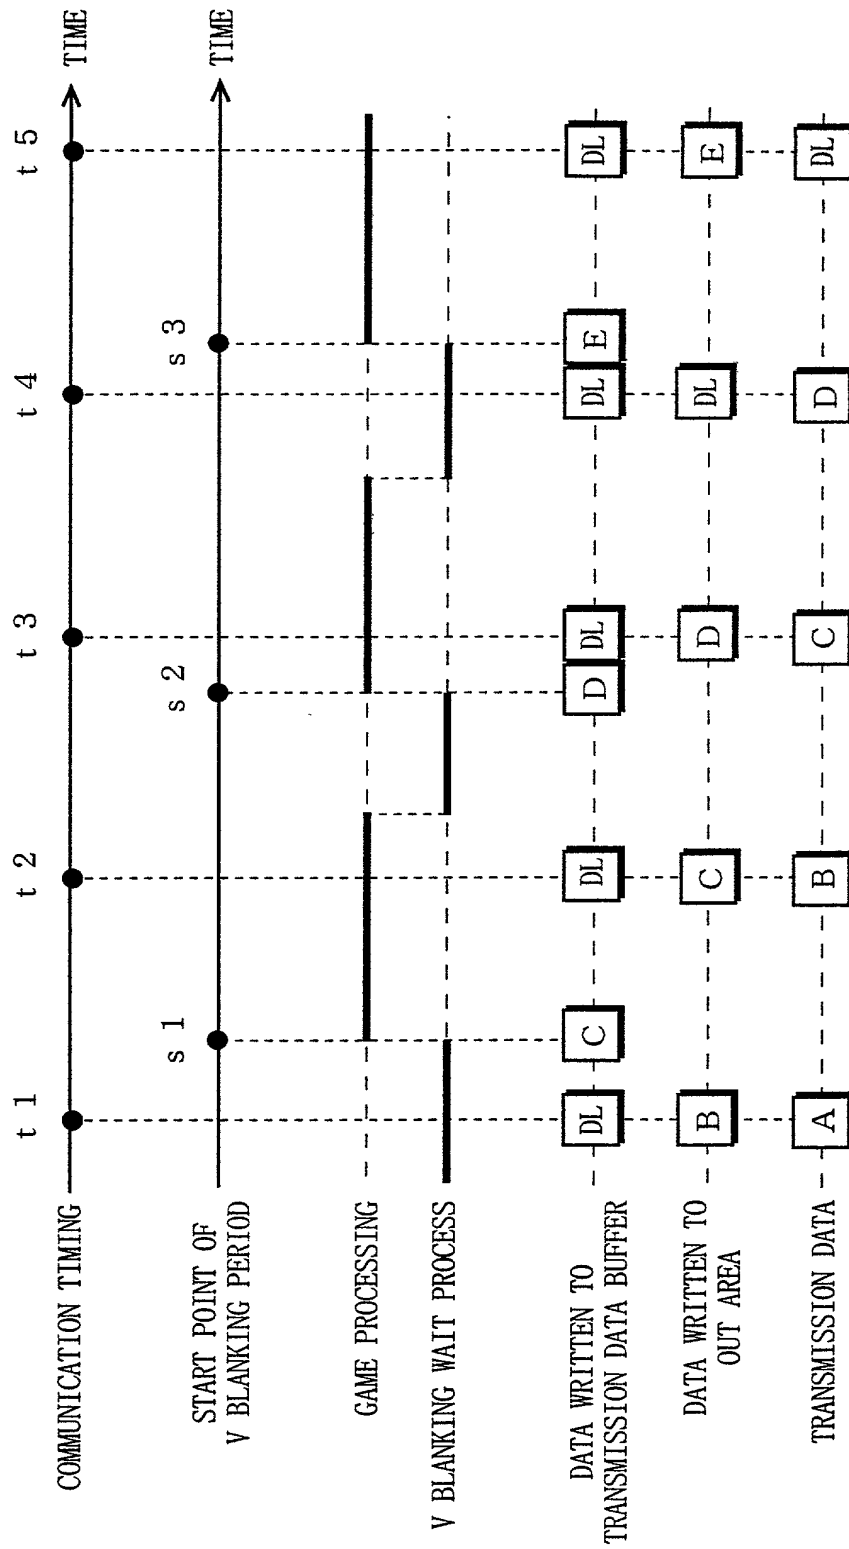 t 1
t 2
t 3
t 4
t 5
COMMUNICATION TIMING
TIME
s 1
s 2
s 3
START POINT OF
V BLANKING PERIOD
TIME
GAME PROCESSING
V BLANKING WAIT PROCESS
DATA WRITTEN TO
TRANSMISSION DATA BUFFER
DL
C
DL
D
DL
DL
E
DL
DATA WRITTEN TO
OUT AREA
B
C
D
DL
E
TRANSMISSION DATA
A
B
C
D
DL